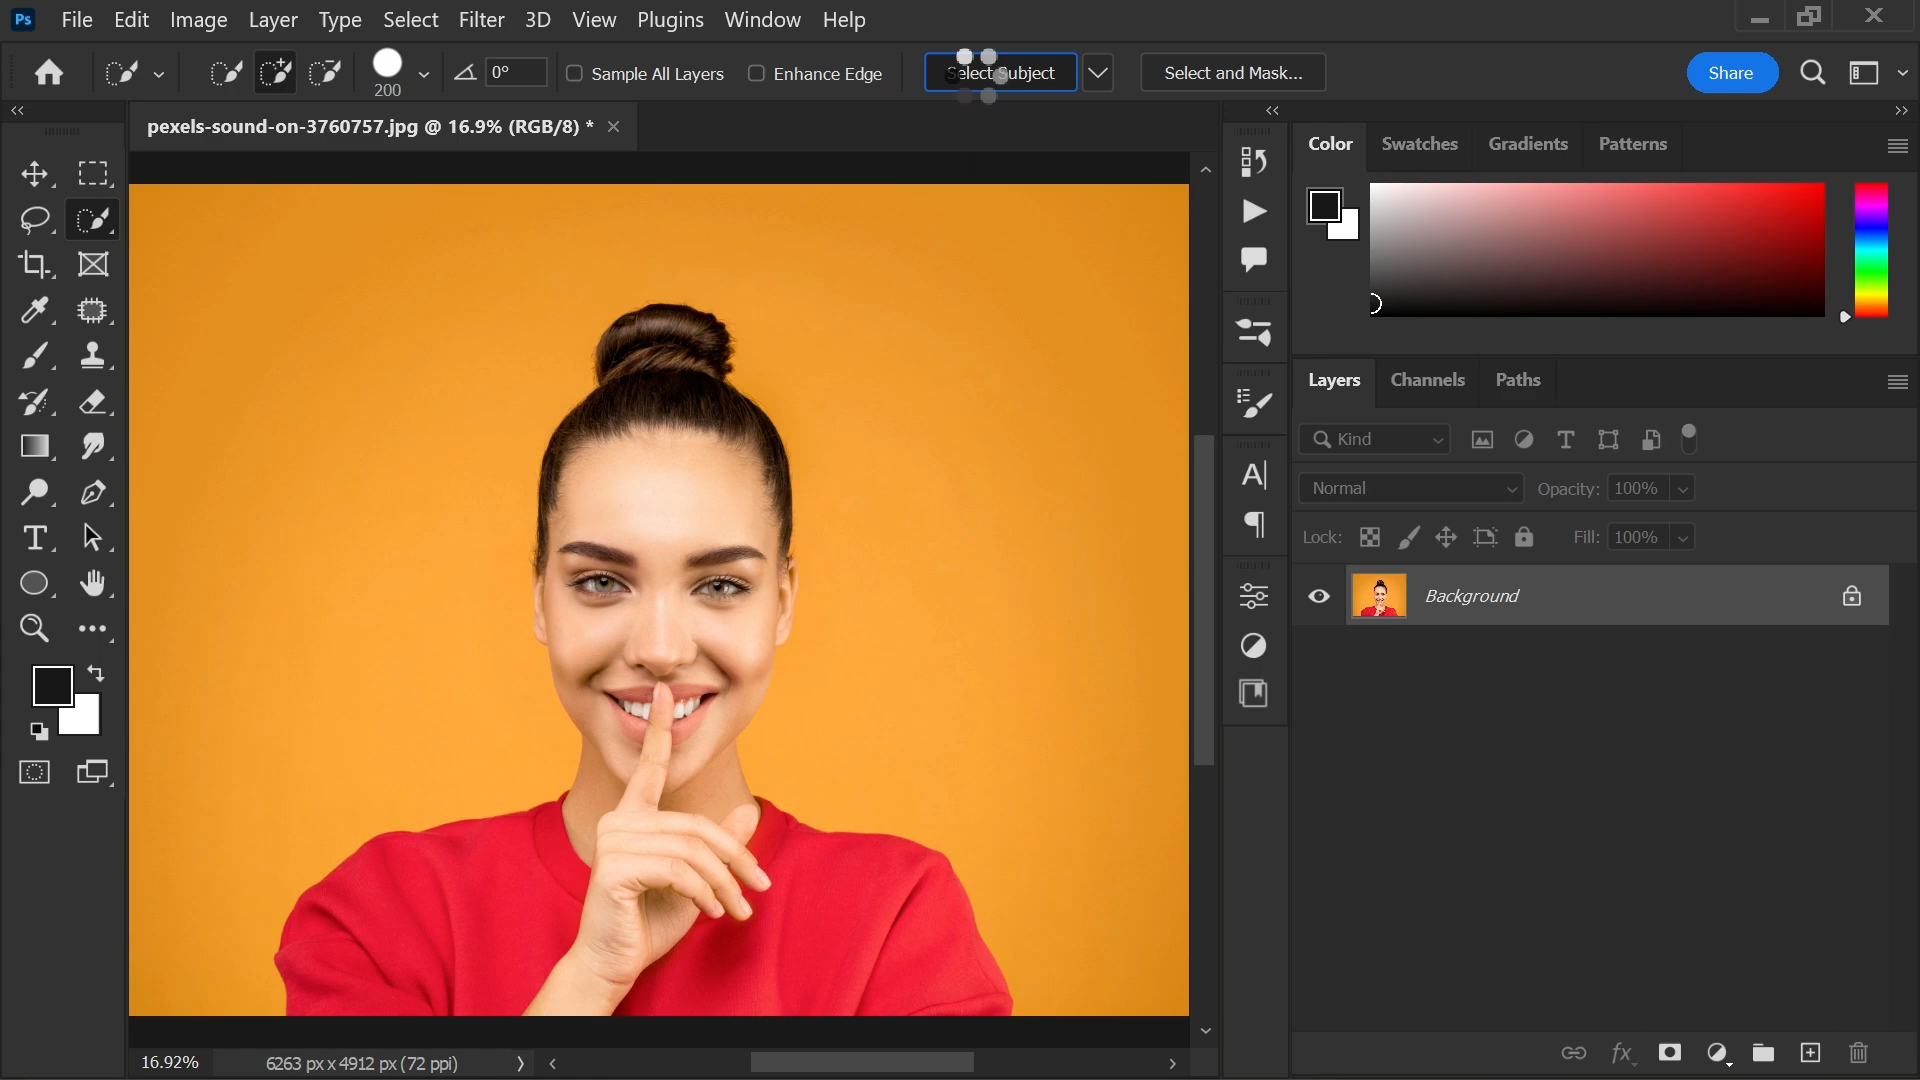 Ps File Edit Image Layer Type Select Filter 3D View Plugins Window Help
200 0° Sample All Layers Enhance Edge Select Subject Select and Mask... Share
pexels-sound-on-3760757.jpg @ 16.9% (RGB/8) *
Color Swatches Gradients Patterns
Layers Channels Paths
Kind
Normal Opacity: 100%
Lock: Fill: 100%
Background
16.92% 6263 px x 4912 px (72 ppi)